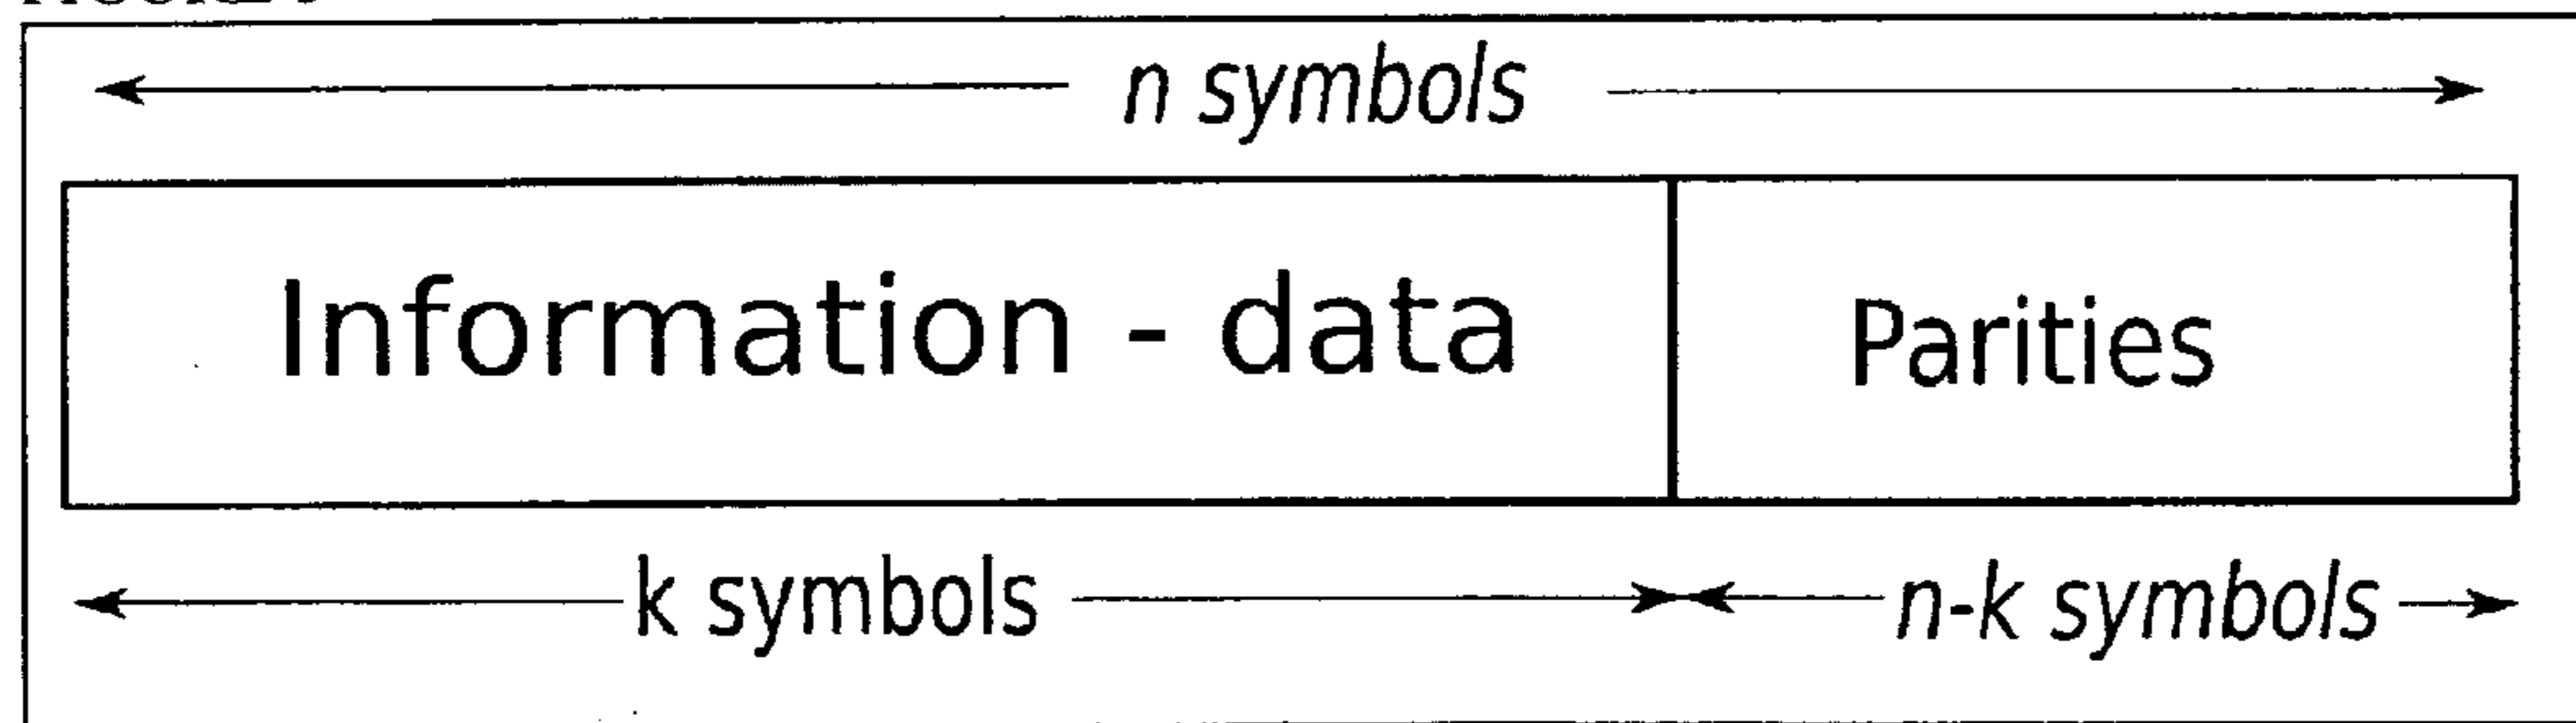 n symbols
Information - data
Parities
k symbols
n-k symbols